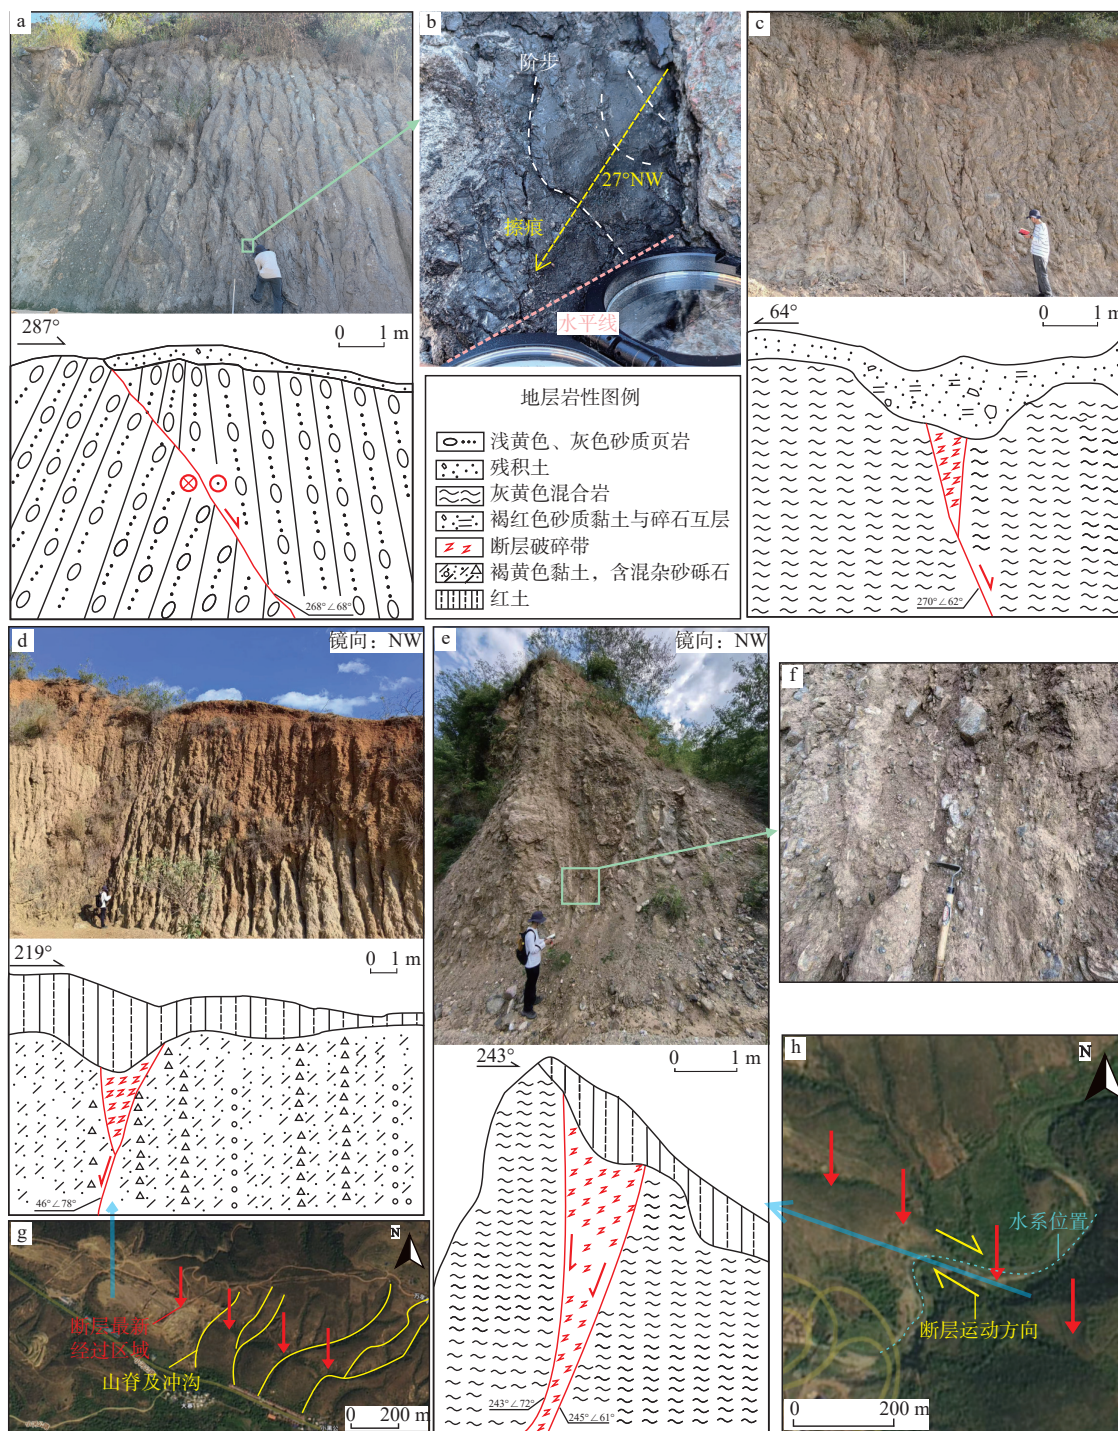 a
287°
0 1 m
268°∠68°
b
阶步
27°NW
擦痕
水平线
地层岩性图例
浅黄色、灰色砂质页岩
残积土
灰黄色混合岩
褐红色砂质黏土与碎石互层
断层破碎带
褐黄色黏土，含混杂砂砾石
红土
c
64°
0 1 m
270°∠62°
d
镜向：NW
219°
0 1 m
46°∠78°
e
镜向：NW
243°
0 1 m
243°∠72°
245°∠61°
f
g
N
断层最新
经过区域
山脊及冲沟
0 200 m
h
N
水系位置
断层运动方向
0 200 m